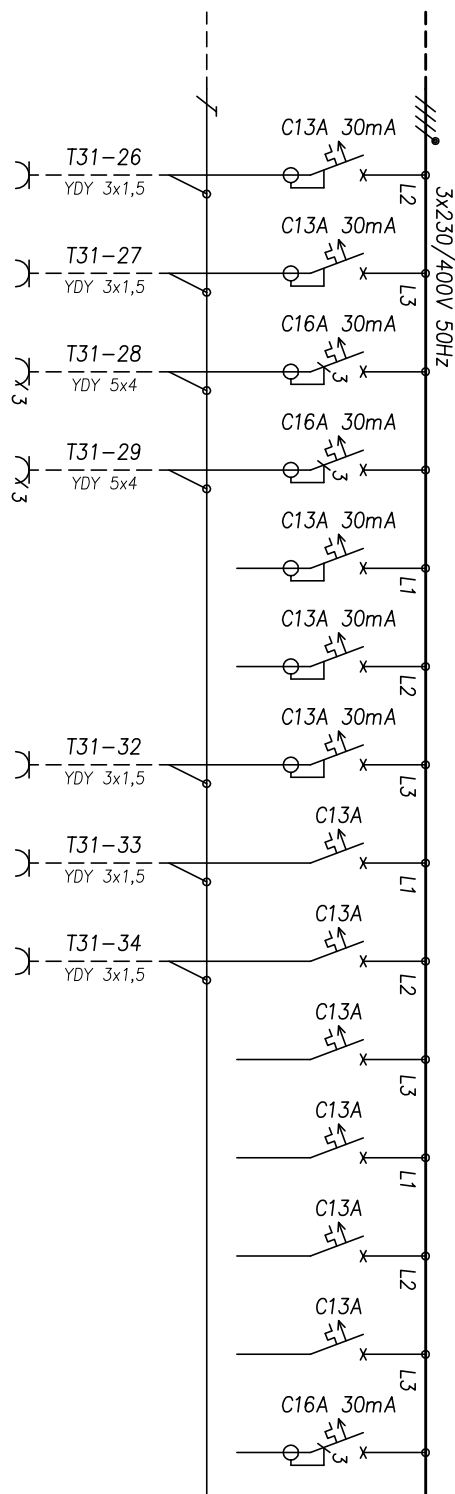 3x230/400V 50Hz
C13A 30mA
T31-26
YDY 3x1,5
L2
C13A 30mA
T31-27
YDY 3x1,5
L3
C16A 30mA
T31-28
YDY 5x4
3
3
C16A 30mA
T31-29
YDY 5x4
3
3
C13A 30mA
L1
C13A 30mA
L2
C13A 30mA
T31-32
YDY 3x1,5
L3
C13A
T31-33
YDY 3x1,5
L1
C13A
T31-34
YDY 3x1,5
L2
C13A
L3
C13A
L1
C13A
L2
C13A
L3
C16A 30mA
3